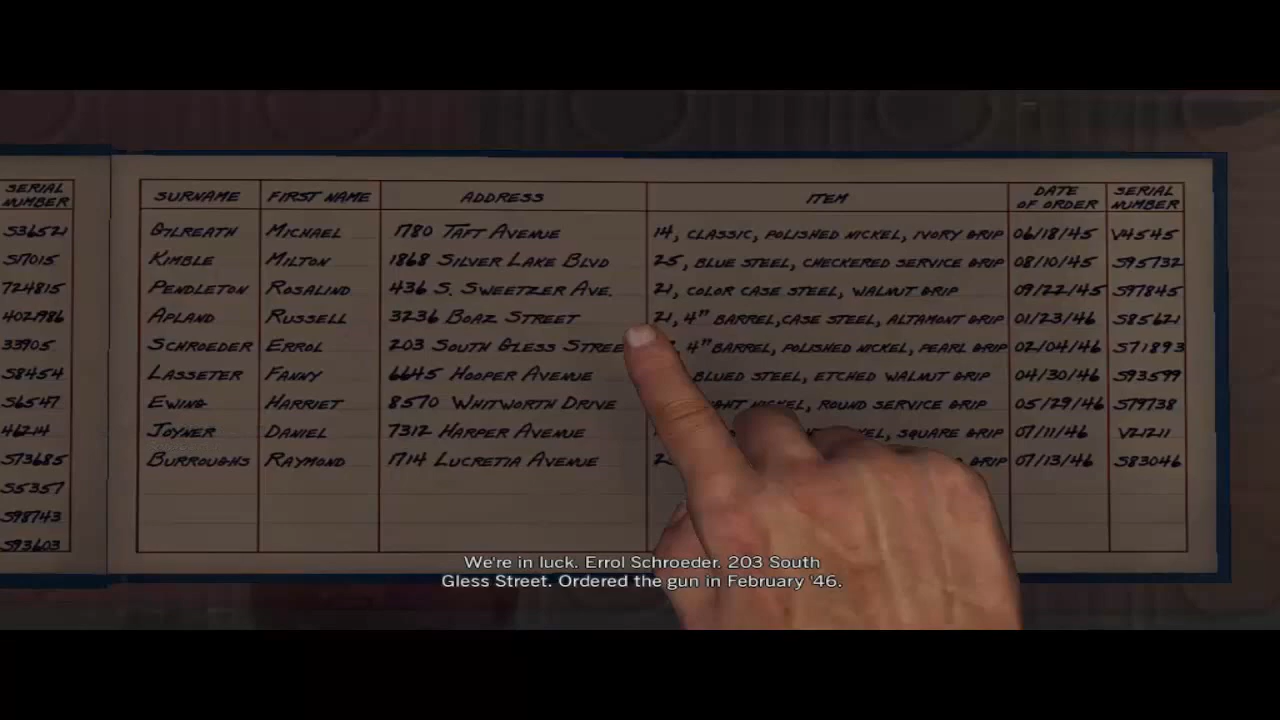 SERIAL NUMBER SURNAME FIRST NAME ADDRESS ITEM DATE OF ORDER SERIAL NUMBER
S36521 GILREATH MICHAEL 1780 TAFT AVENUE 14, CLASSIC, POLISHED NICKEL, IVORY GRIP 06/18/45 V4545
S17015 KIMBLE MILTON 1868 SILVER LAKE BLVD 25, BLUE STEEL, CHECKERED SERVICE GRIP 08/10/45 S95732
724815 PENDLETON ROSALIND 436 S. SWEETZER AVE. 21, COLOR CASE STEEL, WALNUT GRIP 09/22/45 S97845
402986 APLAND RUSSELL 3236 BOAZ STREET 21, 4" BARREL, CASE STEEL, ALTAMONT GRIP 01/23/46 S85621
33905 SCHROEDER ERROL 203 SOUTH GLESS STREE 4" BARREL, POLISHED NICKEL, PEARL GRIP 02/04/46 S71893
S8454 LASSETER FANNY 6645 HOOPER AVENUE BLUED STEEL, ETCHED WALNUT GRIP 04/30/46 S93599
S6547 EWING HARRIET 8570 WHITWORTH DRIVE NICKEL, ROUND SERVICE GRIP 05/29/46 S79738
46214 JOYNER DANIEL 7312 HARPER AVENUE SQUARE GRIP 07/11/46 V21211
S73685 BURROUGHS RAYMOND 1714 LUCRETIA AVENUE GRIP 07/13/46 S83046
S5357
S98743
S93603
We're in luck. Errol Schroeder. 203 South
Gless Street. Ordered the gun in February '46.